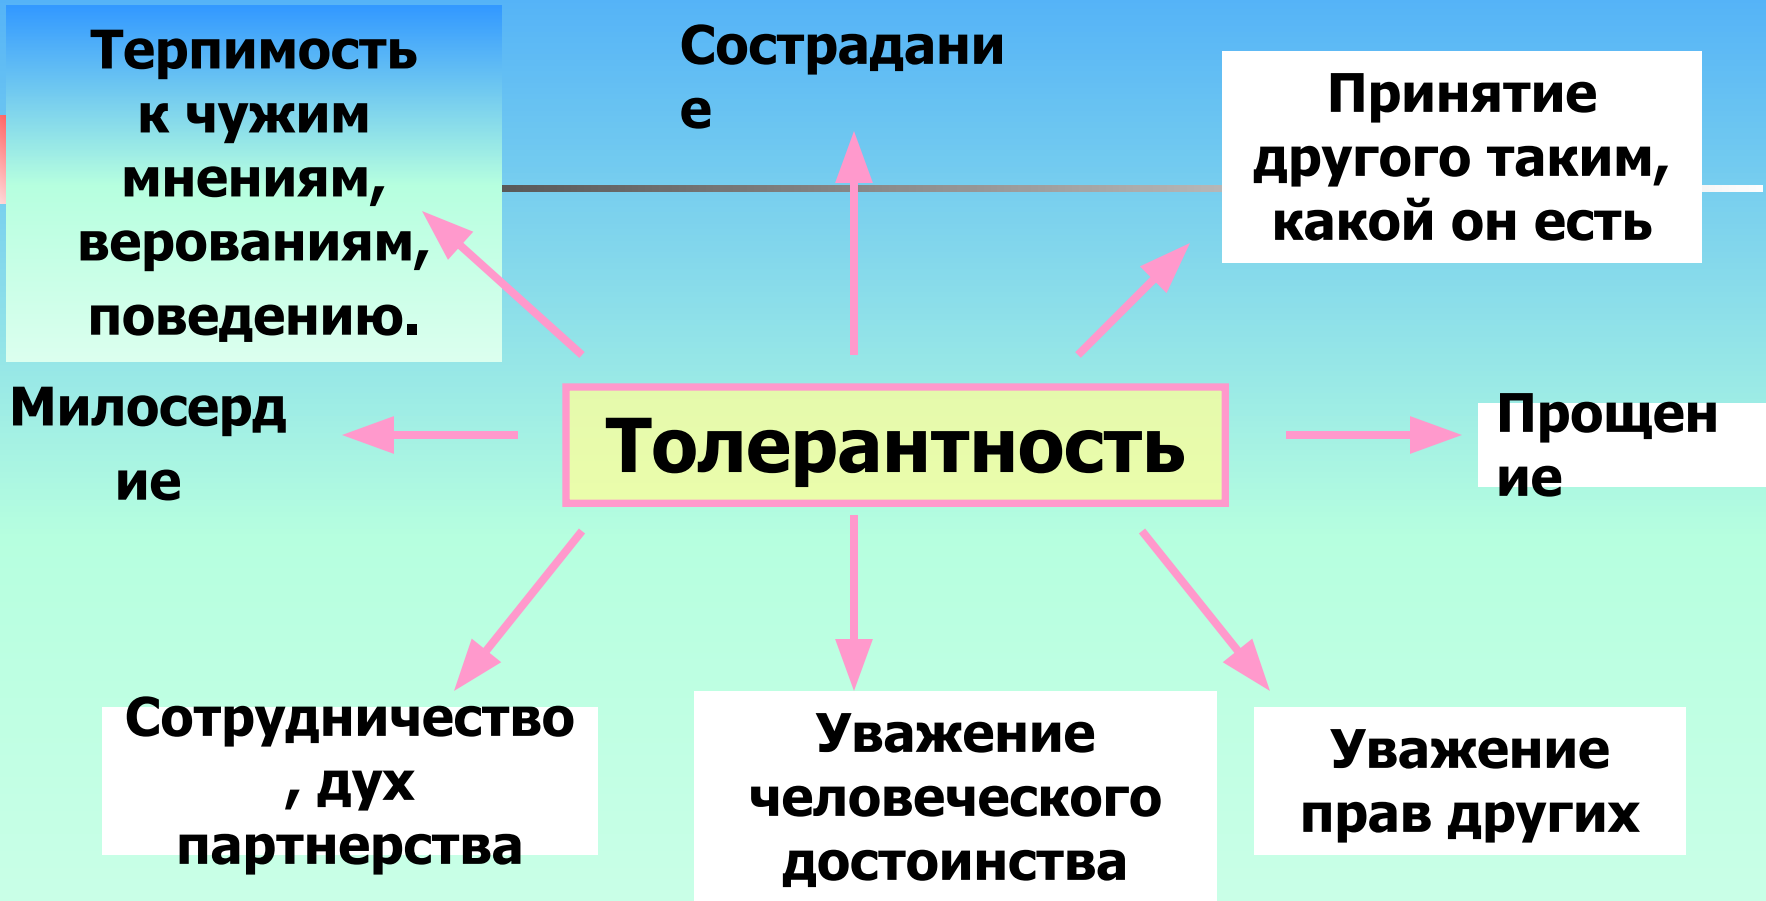 Терпимость
к чужим
мнениям,
верованиям,
поведению.
Сострадани
е
Принятие
другого таким,
какой он есть
Милосерд
ие
Толерантность
Прощен
ие
Сотрудничество
, дух
партнерства
Уважение
человеческого
достоинства
Уважение
прав других